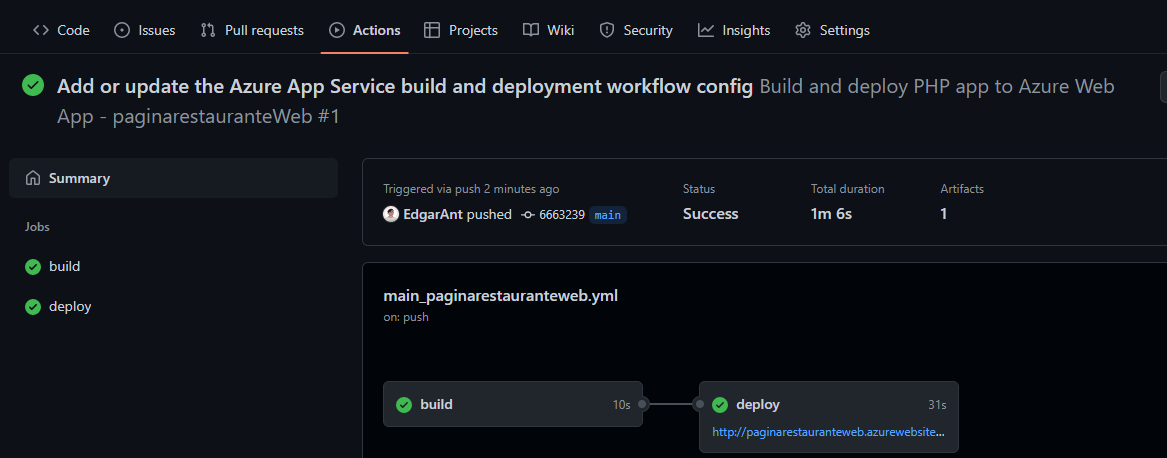 Code Issues Pull requests Actions Projects Wiki Security Insights Settings
Add or update the Azure App Service build and deployment workflow config Build and deploy PHP app to Azure Web
App - paginarestauranteWeb #1
Summary
Jobs
build
deploy
Triggered via push 2 minutes ago
EdgarAnt pushed 6663239 main
Status
Success
Total duration
1m 6s
Artifacts
1
main_paginarestauranteweb.yml
on: push
build 10s
deploy 31s
http://paginarestauranteweb.azurewebsite...